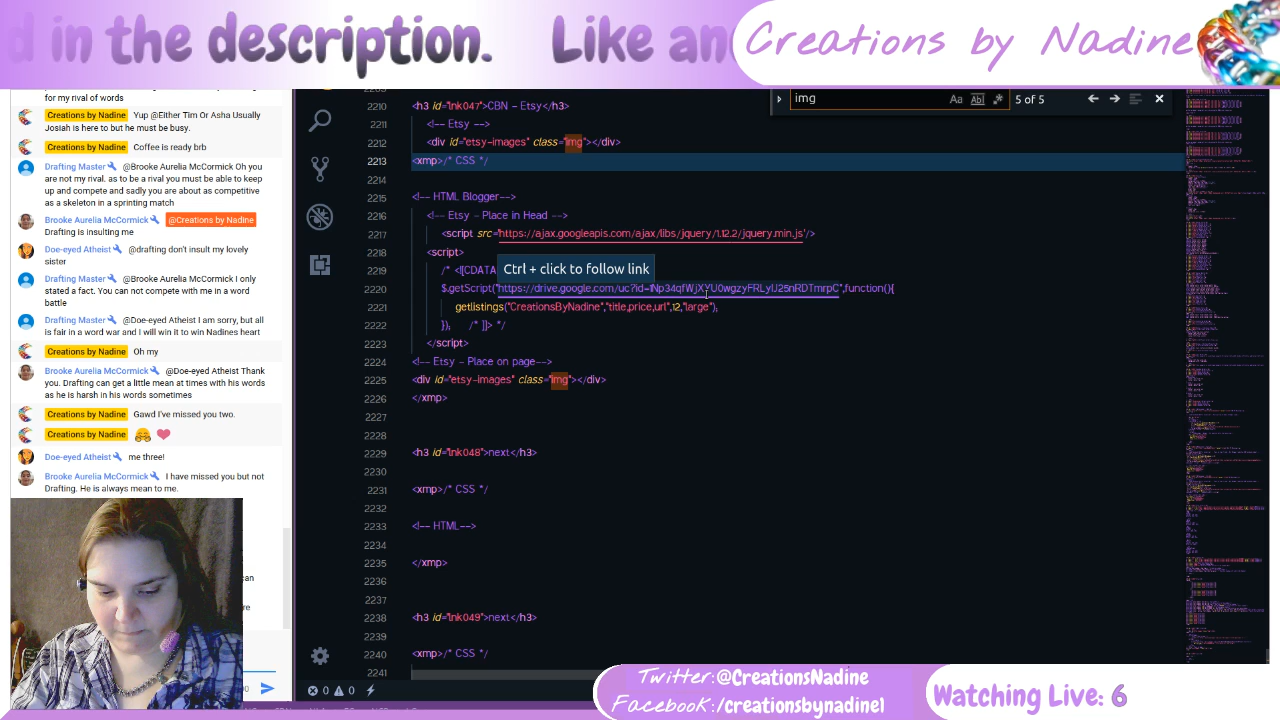 d in the description. Like an
Creations by Nadine
for my rival of words
Creations by Nadine Yup @Either Tim Or Asha Usually
Josiah is here to but he must be busy.
Creations by Nadine Coffee is ready brb
Drafting Master @Brooke Aurelia McCormick Oh you
are not my rival. as to be a rival you must be able to keep
up and compete and sadly you are about as competitive
as a skeleton in a sprinting match
Brooke Aurelia McCormick @Creations by Nadine
Drafting is insulting me
Doe-eyed Atheist @drafting don't insult my lovely
sister
Drafting Master @Brooke Aurelia McCormick I only
stated a fact. You can not compete with me in a word
battle
Drafting Master @Doe-eyed Atheist I am sorry, but all
is fair in a word war and I will win it to win Nadines heart
Creations by Nadine Oh my
Brooke Aurelia McCormick @Doe-eyed Atheist Thank
you. Drafting can get a little mean at times with his words
as he is harsh in his words sometimes
Creations by Nadine Gawd I've missed you two.
Creations by Nadine 🤗 ❤
Doe-eyed Atheist me three!
Brooke Aurelia McCormick I have missed you but not
Drafting. He is always mean to me.
can
re
img
Aa Abl .* 5 of 5
2210 <h3 id="lnk047">CBN - Etsy</h3>
2211 <!-- Etsy -->
2212 <div id="etsy-images" class="img"></div>
2213 <xmp>/* CSS */
2214
2215 <!-- HTML Blogger-->
2216 <!-- Etsy - Place in Head -->
2217 <script src='https://ajax.googleapis.com/ajax/libs/jquery/1.12.2/jquery.min.js'/>
2218 <script>
2219 /* <![CDATA
Ctrl + click to follow link
2220 $.getScript("https://drive.google.com/uc?id=1Np34qfWjXYU0wgzyFRLyIJ25nRDTmrpC",function(){
2221 getlistings("CreationsByNadine","title,price,url",12,"large");
2222 }); /* ]]> */
2223 </script>
2224 <!-- Etsy - Place on page-->
2225 <div id="etsy-images" class="img"></div>
2226 </xmp>
2227
2228
2229 <h3 id="lnk048">next</h3>
2230
2231 <xmp>/* CSS */
2232
2233 <!-- HTML-->
2234
2235 </xmp>
2236
2237
2238 <h3 id="lnk049">next</h3>
2239
2240 <xmp>/* CSS */
2241
0 0
Twitter:@CreationsNadine
Facebook:/creationsbynadine1
Watching Live: 6